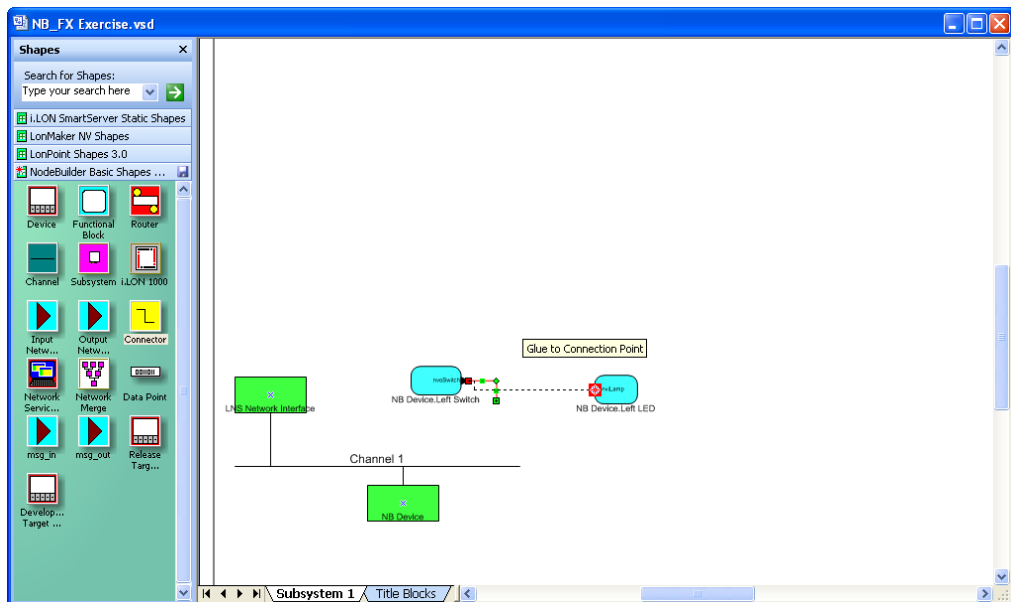 NB_FX Exercise.vsd
Shapes
Search for Shapes:
Type your search here
i.LON SmartServer Static Shapes
LonMaker NV Shapes
LonPoint Shapes 3.0
NodeBuilder Basic Shapes ...
Device
Functional Block
Router
Channel
Subsystem
i.LON 1000
Input Netw...
Output Netw...
Connector
Network Servic...
Network Merge
Data Point
msg_in
msg_out
Release Targ...
Develop... Target ...
Glue to Connection Point
nvoSwitch
NB Device.Left Switch
nviLamp
NB Device.Left LED
LNS Network Interface
Channel 1
NB Device
Subsystem 1
Title Blocks